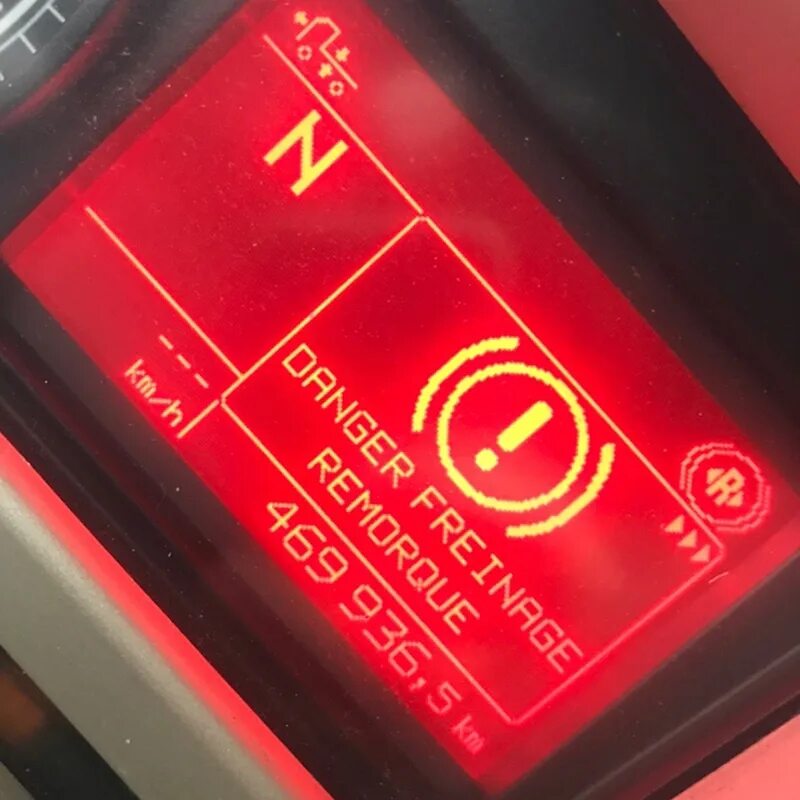 N
---
km/h
DANGER FREINAGE
REMORQUE
R
469 936,5 km